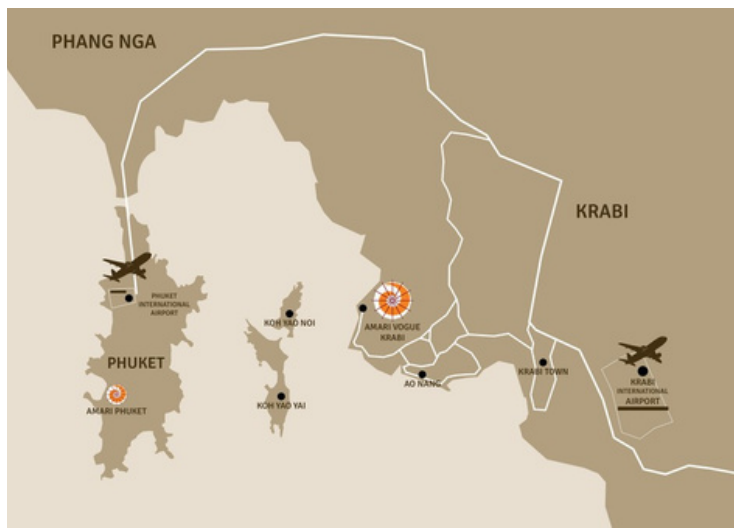 PHANG NGA
KRABI
PHUKET
INTERNATIONAL
AIRPORT
KOH YAO NOI
AMARI VOGUE
KRABI
PHUKET
AMARI PHUKET
KOH YAO YAI
AO NANG
KRABI TOWN
KRABI
INTERNATIONAL
AIRPORT